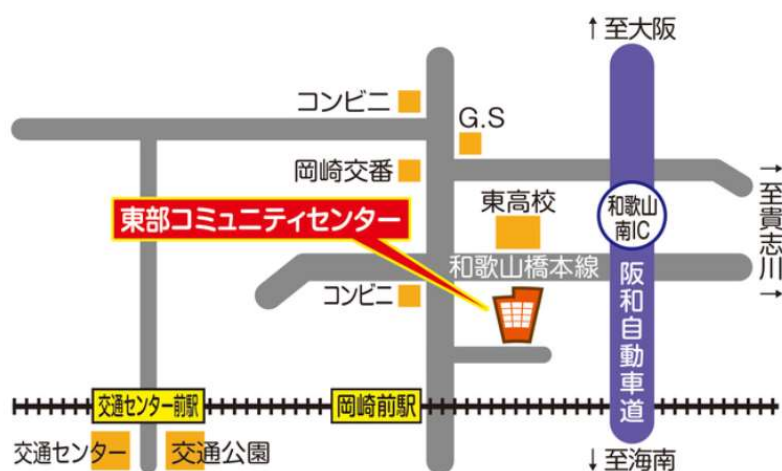 ↑至大阪
コンビニ
G.S
岡崎交番
→
至貴志川
→
東高校
和歌山
南IC
東部コミュニティセンター
和歌山橋本線
コンビニ
阪和自動車道
交通センター前駅
岡崎前駅
交通センター
交通公園
↓至海南